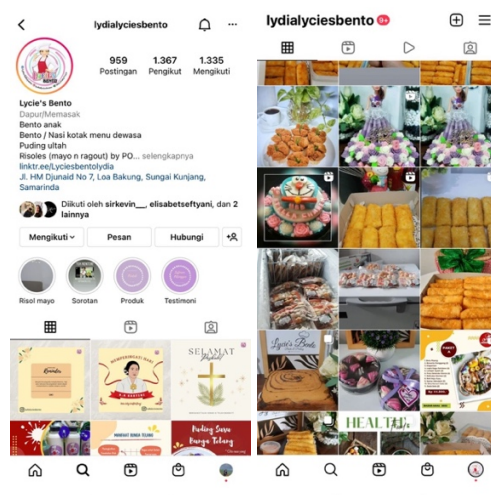 lydialyciesbento
959
1.367
1.335
Postingan
Pengikut
Mengikuti
Lycie's Bento
Dapur/Memasak
Bento anak
Bento / Nasi kotak menu dewasa
Puding ultah
Risoles (mayo n ragout) by PO... selengkapnya
linktr.ee/Lyciesbentolydia
Jl. HM Djunaid No 7, Loa Bakung, Sungai Kunjang,
Samarinda
Diikuti oleh sirkevin__, elisabetseftyani, dan 2
lainnya
Mengikuti
Pesan
Hubungi
Risol mayo
Sorotan
Produk
Testimoni
MEMPERINGATI HARI
SELAMAT
Puding Susu
Bunga Telang
lydialyciesbento 9+
Lycie's Bento
HEALTHY